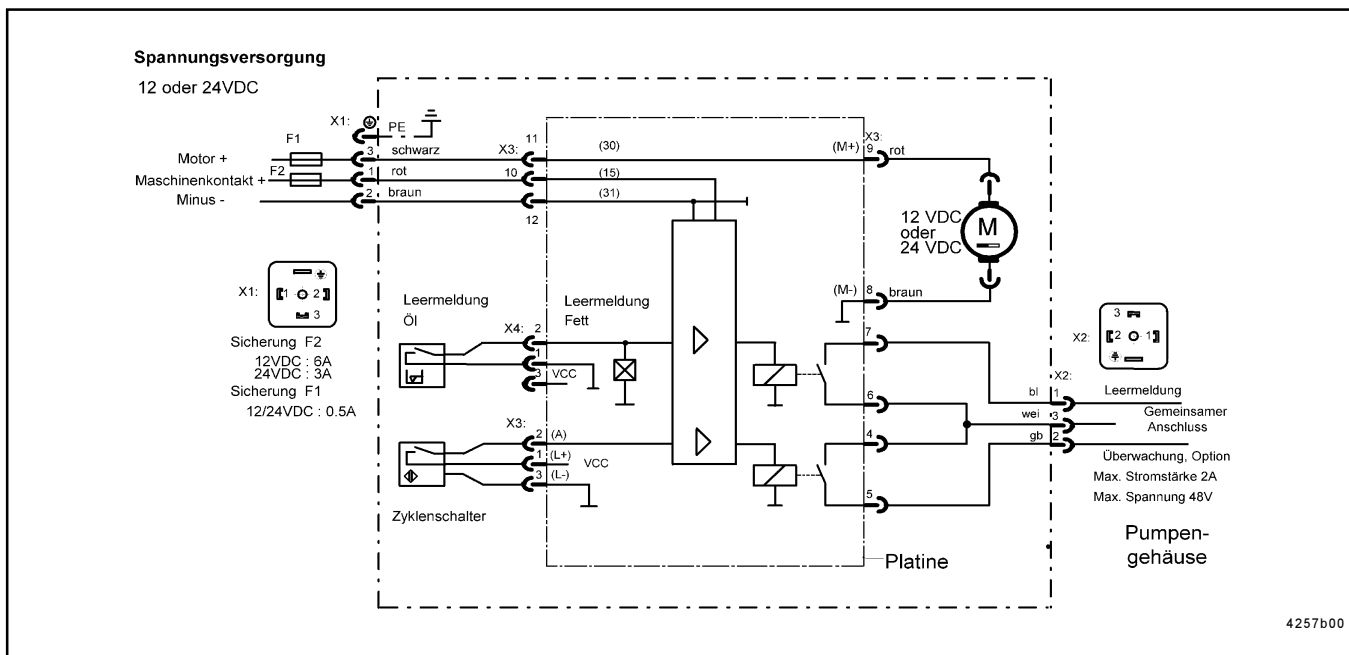 Spannungsversorgung
12 oder 24VDC
X1:
PE
F1
11
X3:
Motor +
3
schwarz
X3:
(30)
(M+)
9
rot
F2
Maschinenkontakt +
1
rot
10
(15)
Minus -
2
braun
(31)
12
12 VDC
oder
24 VDC
M
X1:
1
2
3
Leermeldung
Öl
Leermeldung
Fett
(M-)
8
braun
X4:
2
1
3
VCC
7
3
2
1
X2:
Sicherung F2
12VDC : 6A
24VDC : 3A
Sicherung F1
12/24VDC : 0.5A
6
bl
X2:
1
Leermeldung
wei
3
Gemeinsamer
Anschluss
X3:
2
(A)
4
gb
2
1
(L+)
VCC
3
(L-)
5
Überwachung, Option
Max. Stromstärke 2A
Max. Spannung 48V
Zyklenschalter
Platine
Pumpen-
gehäuse
4257b00